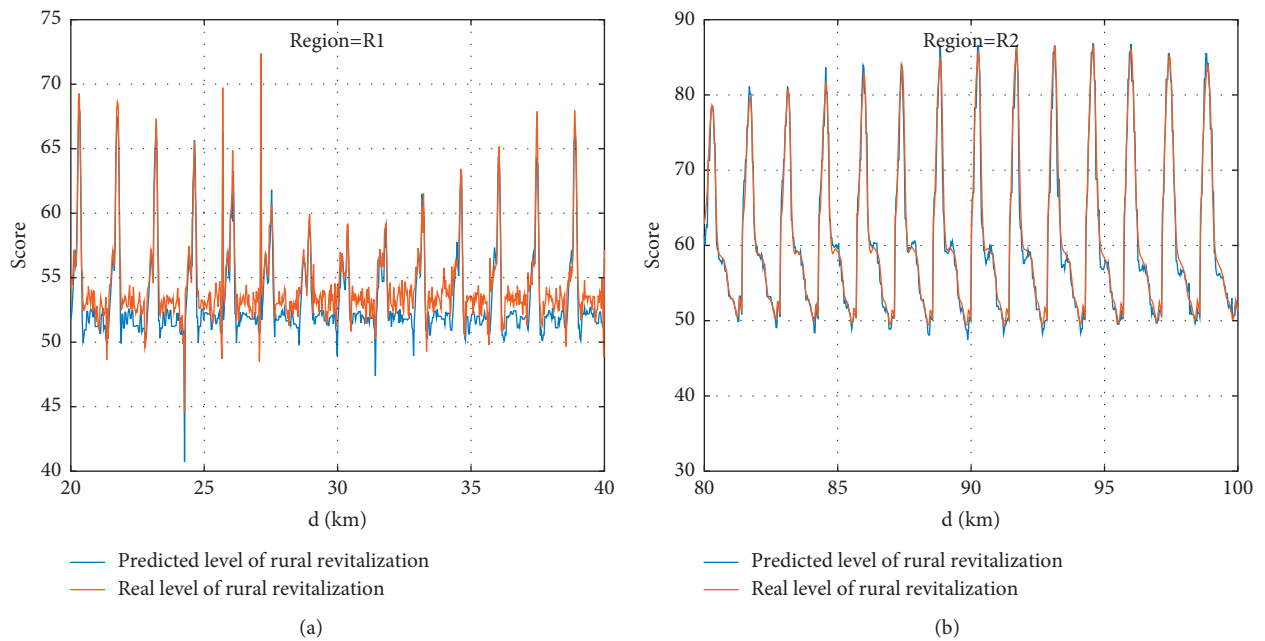 Region=R1
75
70
65
60
55
50
45
40
Score
20
25
30
35
40
d (km)
Predicted level of rural revitalization
Real level of rural revitalization
(a)
Region=R2
90
80
70
60
50
40
30
Score
80
85
90
95
100
d (km)
Predicted level of rural revitalization
Real level of rural revitalization
(b)